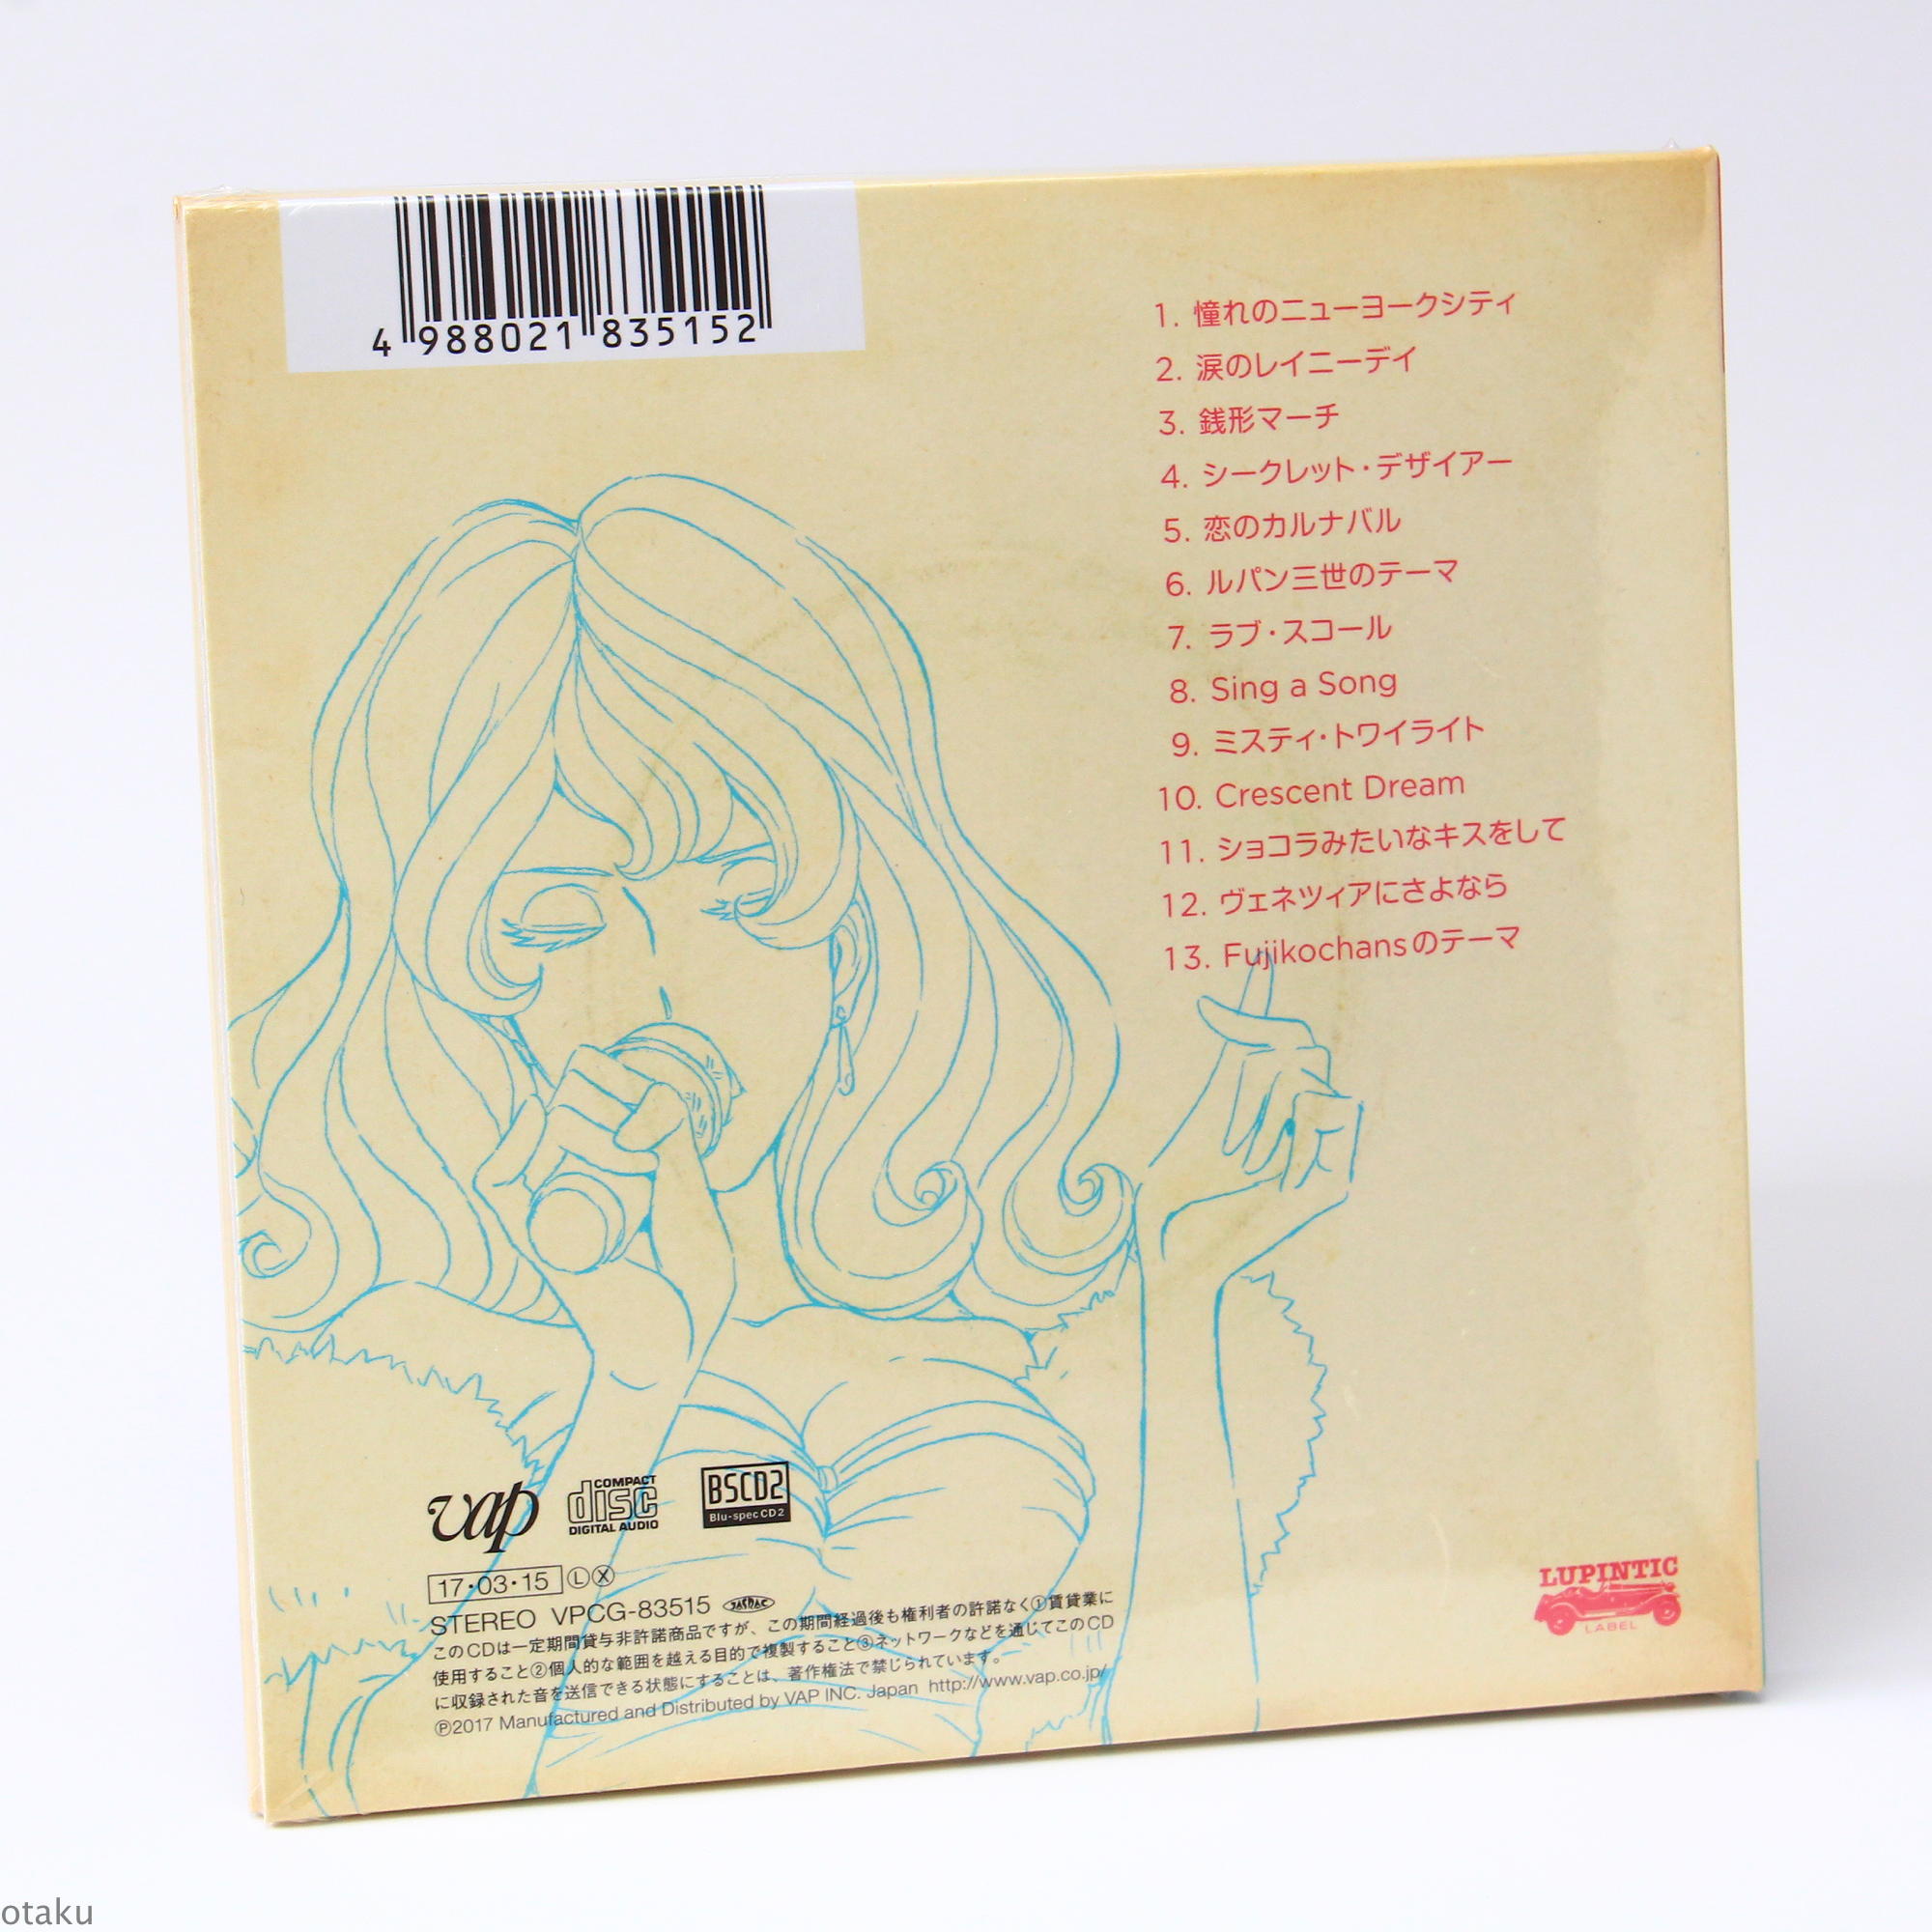 4 988021 835152
1. 憧れのニューヨークシティ
2. 涙のレイニーデイ
3. 銭形マーチ
4. シークレット・デザイアー
5. 恋のカルナバル
6. ルパン三世のテーマ
7. ラブ・スコール
8. Sing a Song
9. ミスティ・トワイライト
10. Crescent Dream
11. ショコラみたいなキスをして
12. ヴェネツィアにさよなら
13. Fujikochansのテーマ
vap
COMPACT
disc
DIGITAL AUDIO
BSCD2
Blu-specCD2
17・03・15 Ⓛ Ⓧ
STEREO VPCG-83515 JASRAC
このCDは一定期間貸与非許諾商品ですが、この期間経過後も権利者の許諾なく①賃貸業に
使用すること②個人的な範囲を越える目的で複製すること③ネットワークなどを通じてこのCD
に収録された音を送信できる状態にすることは、著作権法で禁じられています。
℗2017 Manufactured and Distributed by VAP INC. Japan http://www.vap.co.jp/
LUPINTIC
LABEL
otaku